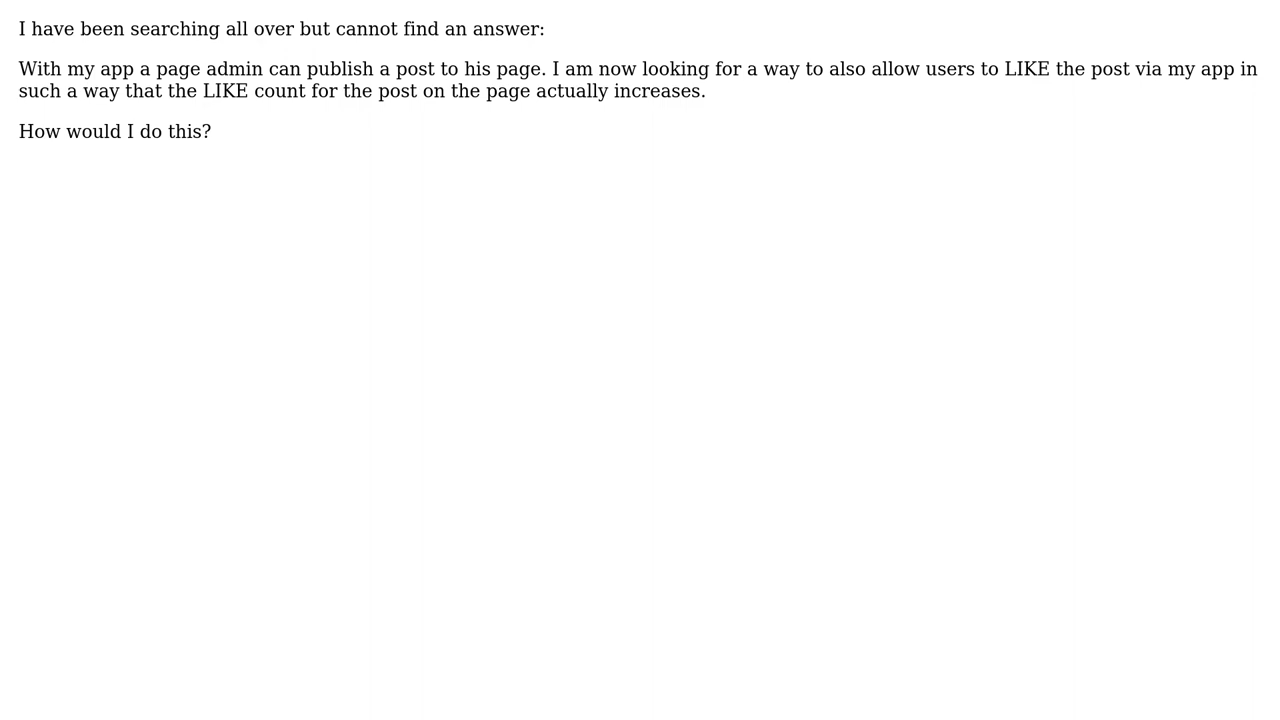 I have been searching all over but cannot find an answer:
With my app a page admin can publish a post to his page. I am now looking for a way to also allow users to LIKE the post via my app in
such a way that the LIKE count for the post on the page actually increases.
How would I do this?